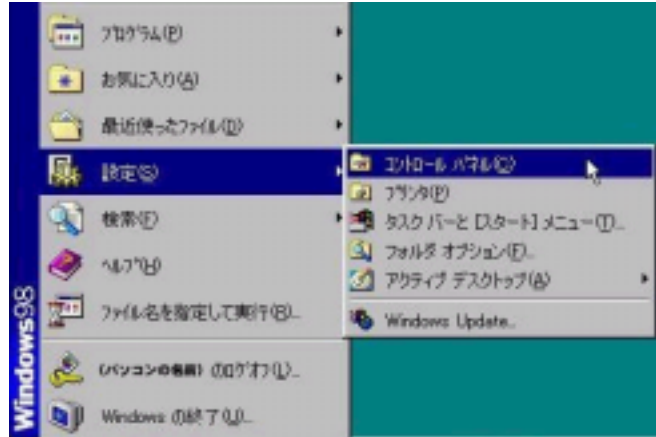 プログラム(P)
お気に入り(A)
最近使ったファイル(D)
設定(S)
検索(F)
ヘルプ(H)
ファイル名を指定して実行(R)...
(パソコンの名前) のログオフ(L)...
Windows の終了(U)...
コントロール パネル(C)
プリンタ(P)
タスク バーと [スタート] メニュー(T)...
フォルダ オプション(F)...
アクティブ デスクトップ(A)
Windows Update...
Windows98